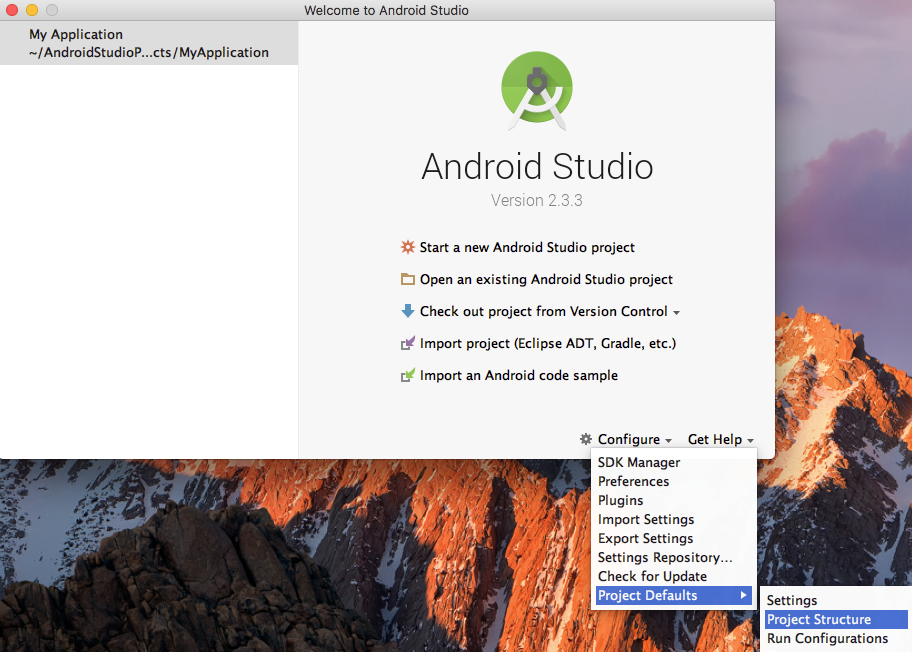 Welcome to Android Studio
My Application
~/AndroidStudioP...cts/MyApplication
Android Studio
Version 2.3.3
Start a new Android Studio project
Open an existing Android Studio project
Check out project from Version Control
Import project (Eclipse ADT, Gradle, etc.)
Import an Android code sample
Configure Get Help
SDK Manager
Preferences
Plugins
Import Settings
Export Settings
Settings Repository...
Check for Update
Project Defaults
Settings
Project Structure
Run Configurations